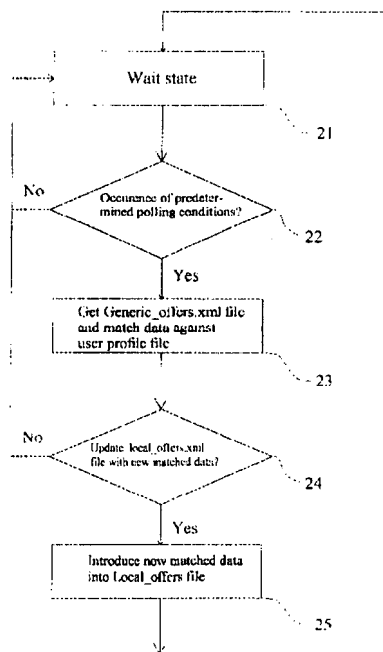 Wait state
21
No
Occurence of predeter-
mined polling conditions?
22
Yes
Get Generic_offers.xml file
and match data against
user profile file
23
No
Update local_offers.xml
file with new matched data?
24
Yes
Introduce now matched data
into Local_offers file
25